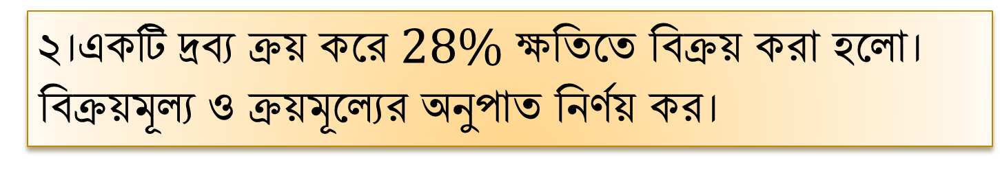 ২।একটি দ্রব্য ক্রয় করে 28% ক্ষতিতে বিক্রয় করা হলো।
বিক্রয়মূল্য ও ক্রয়মূল্যের অনুপাত নির্ণয় কর।